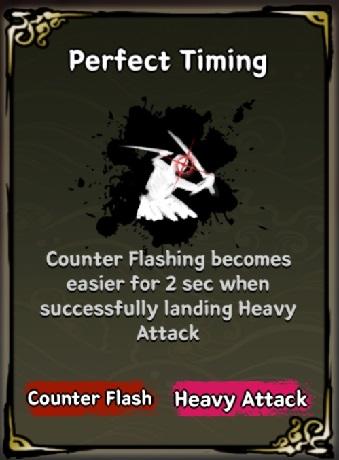 Perfect Timing
Counter Flashing becomes
easier for 2 sec when
successfully landing Heavy
Attack
Counter Flash Heavy Attack